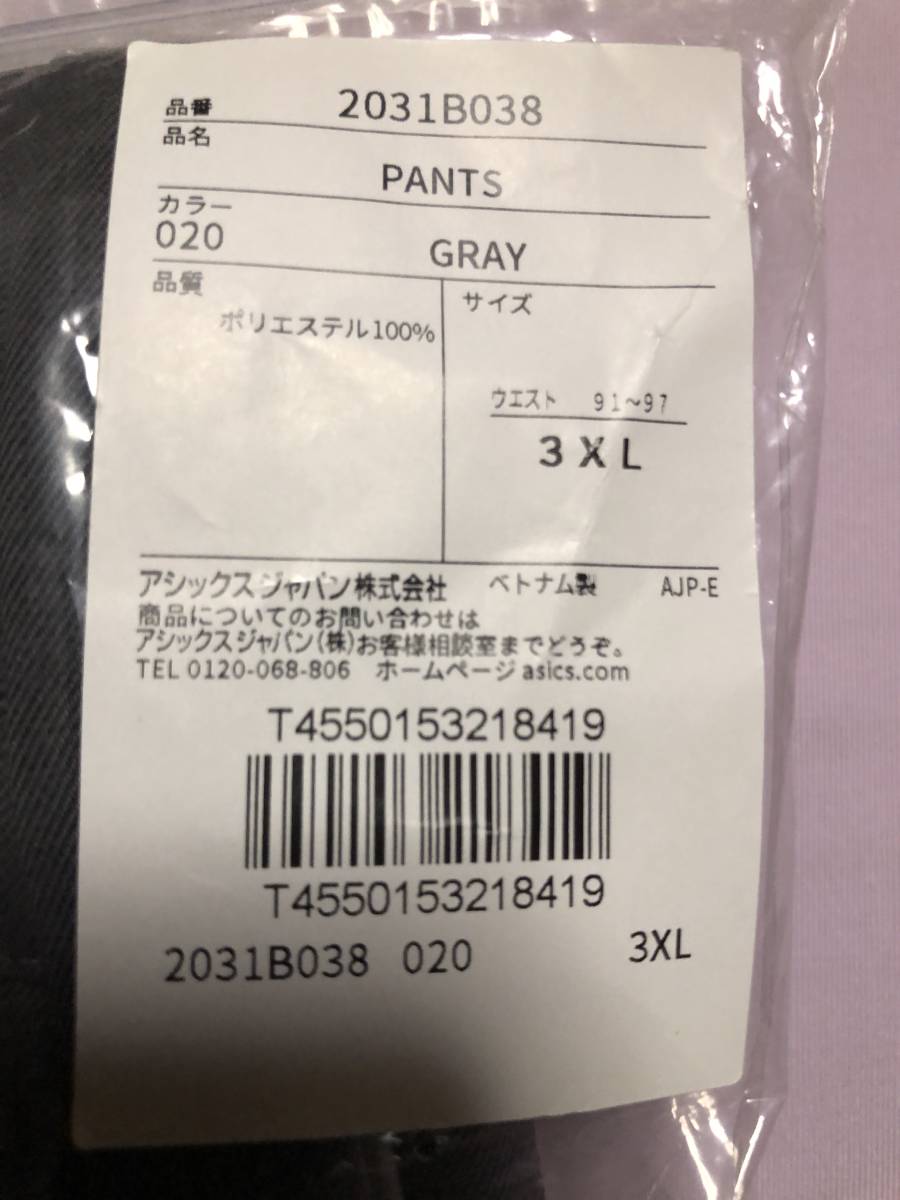 品番 2031B038
品名
PANTS
カラー
020 GRAY
品質
サイズ
ポリエステル100%
ウエスト 91~97
3XL
アシックスジャパン株式会社 ベトナム製 AJP-E
商品についてのお問い合わせは
アシックスジャパン(株)お客様相談室までどうぞ。
TEL 0120-068-806 ホームページ asics.com
T4550153218419
T4550153218419
2031B038 020 3XL